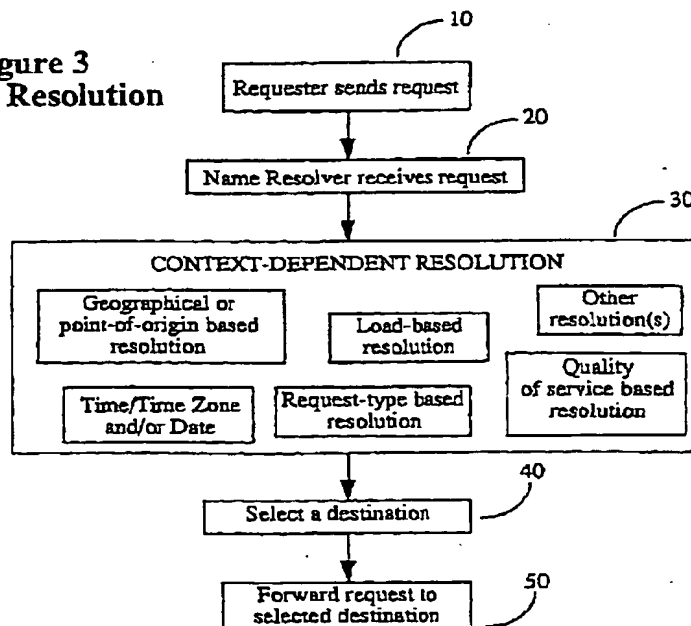 10
gure 3
Resolution
Requester sends request
20
Name Resolver receives request
30
CONTEXT-DEPENDENT RESOLUTION
Geographical or
point-of-origin based
resolution
Load-based
resolution
Other
resolution(s)
Time/Time Zone
and/or Date
Request-type based
resolution
Quality
of service based
resolution
40
Select a destination
50
Forward request to
selected destination